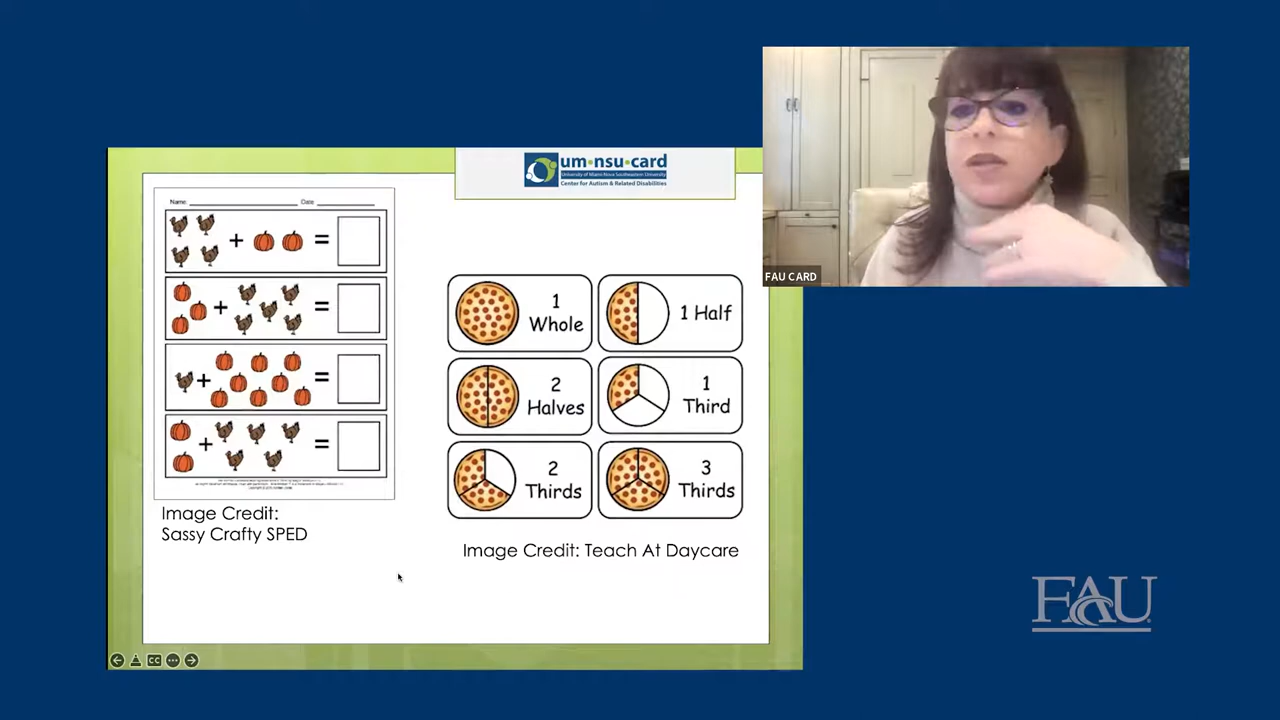 um•nsu•card
University of Miami Nova Southeastern University
Center for Autism & Related Disabilities
Name: Date:
+ =
+ =
+ =
+ =
Image Credit:
Sassy Crafty SPED
1
Whole
1 Half
2
Halves
1
Third
2
Thirds
3
Thirds
Image Credit: Teach At Daycare
CC
FAU CARD
FAU